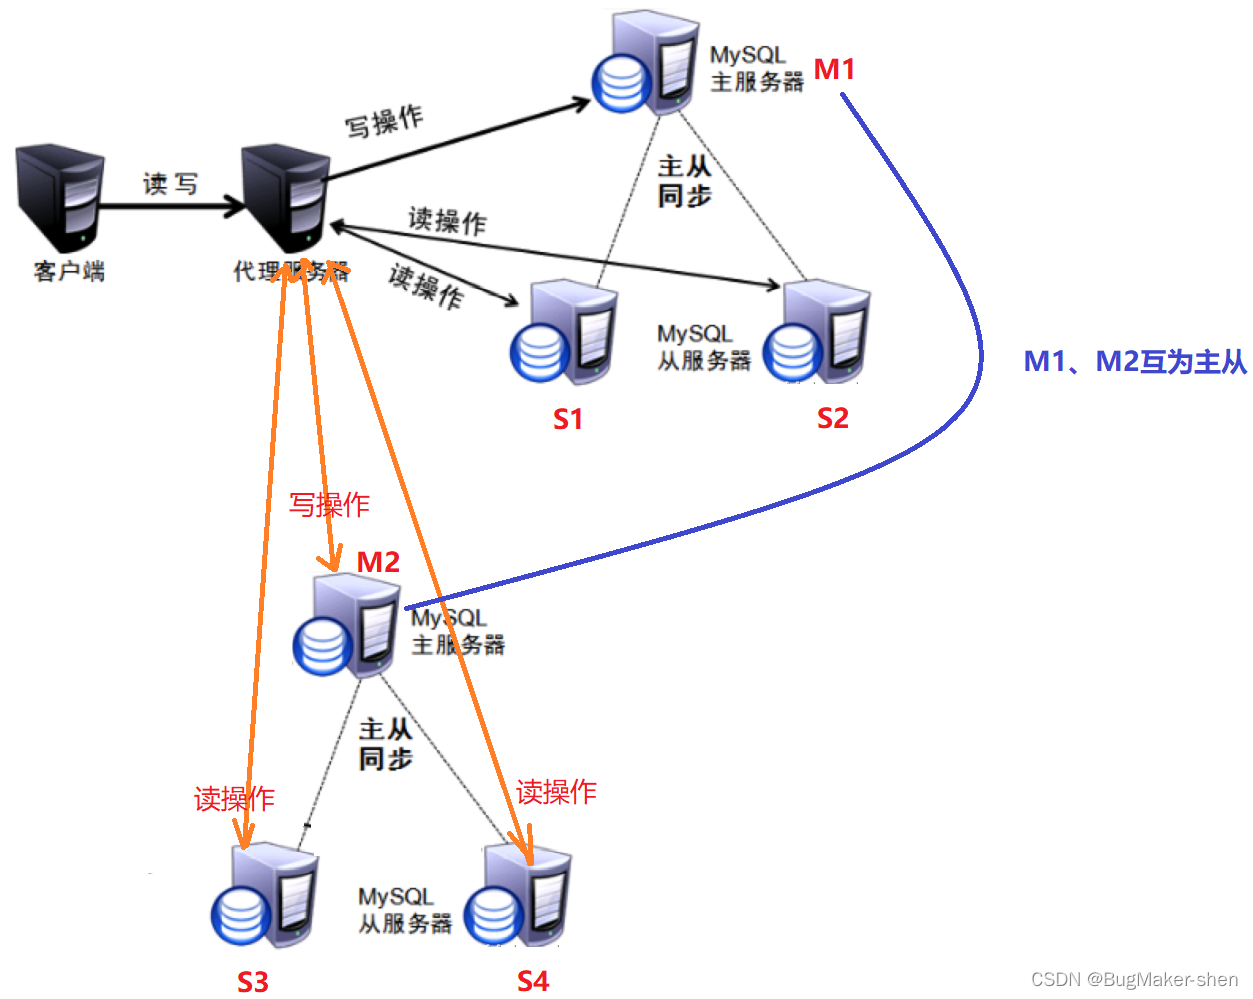 MySQL
主服务器
M1
写操作
读 写
主从
同步
读操作
客户端
代理服务器
读操作
MySQL
从服务器
M1、M2互为主从
S1
S2
写操作
M2
MySQL
主服务器
主从
同步
读操作
读操作
MySQL
从服务器
S3
S4
CSDN @BugMaker-shen